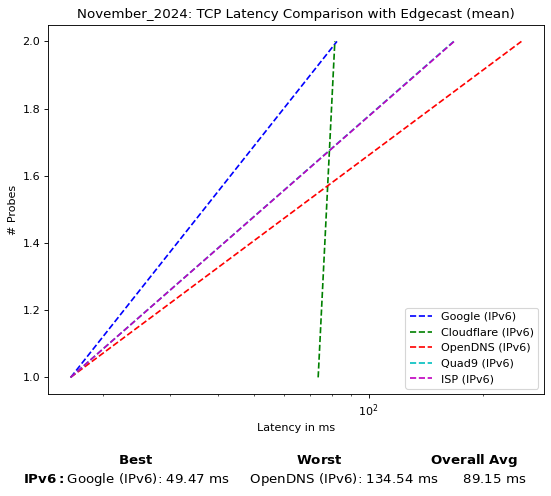 November_2024: TCP Latency Comparison with Edgecast (mean)
2.0
1.8
1.6
1.4
1.2
1.0
# Probes
Google (IPv6)
Cloudflare (IPv6)
OpenDNS (IPv6)
Quad9 (IPv6)
ISP (IPv6)
10²
Latency in ms
Best Worst Overall Avg
IPv6: Google (IPv6): 49.47 ms OpenDNS (IPv6): 134.54 ms 89.15 ms